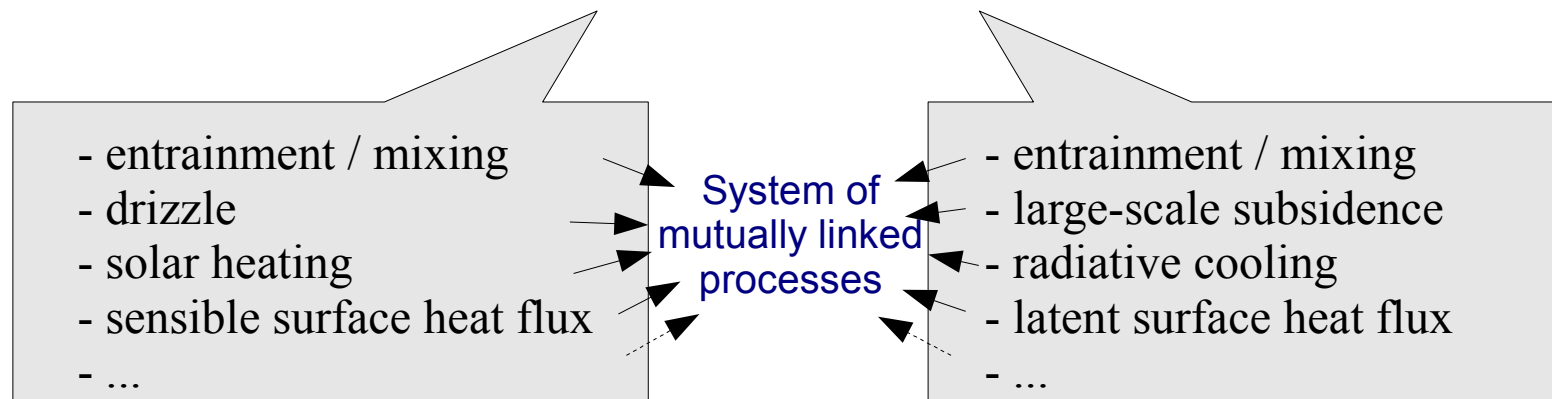 - entrainment / mixing
- drizzle
- solar heating
- sensible surface heat flux
- ...
System of
mutually linked
processes
- entrainment / mixing
- large-scale subsidence
- radiative cooling
- latent surface heat flux
- ...